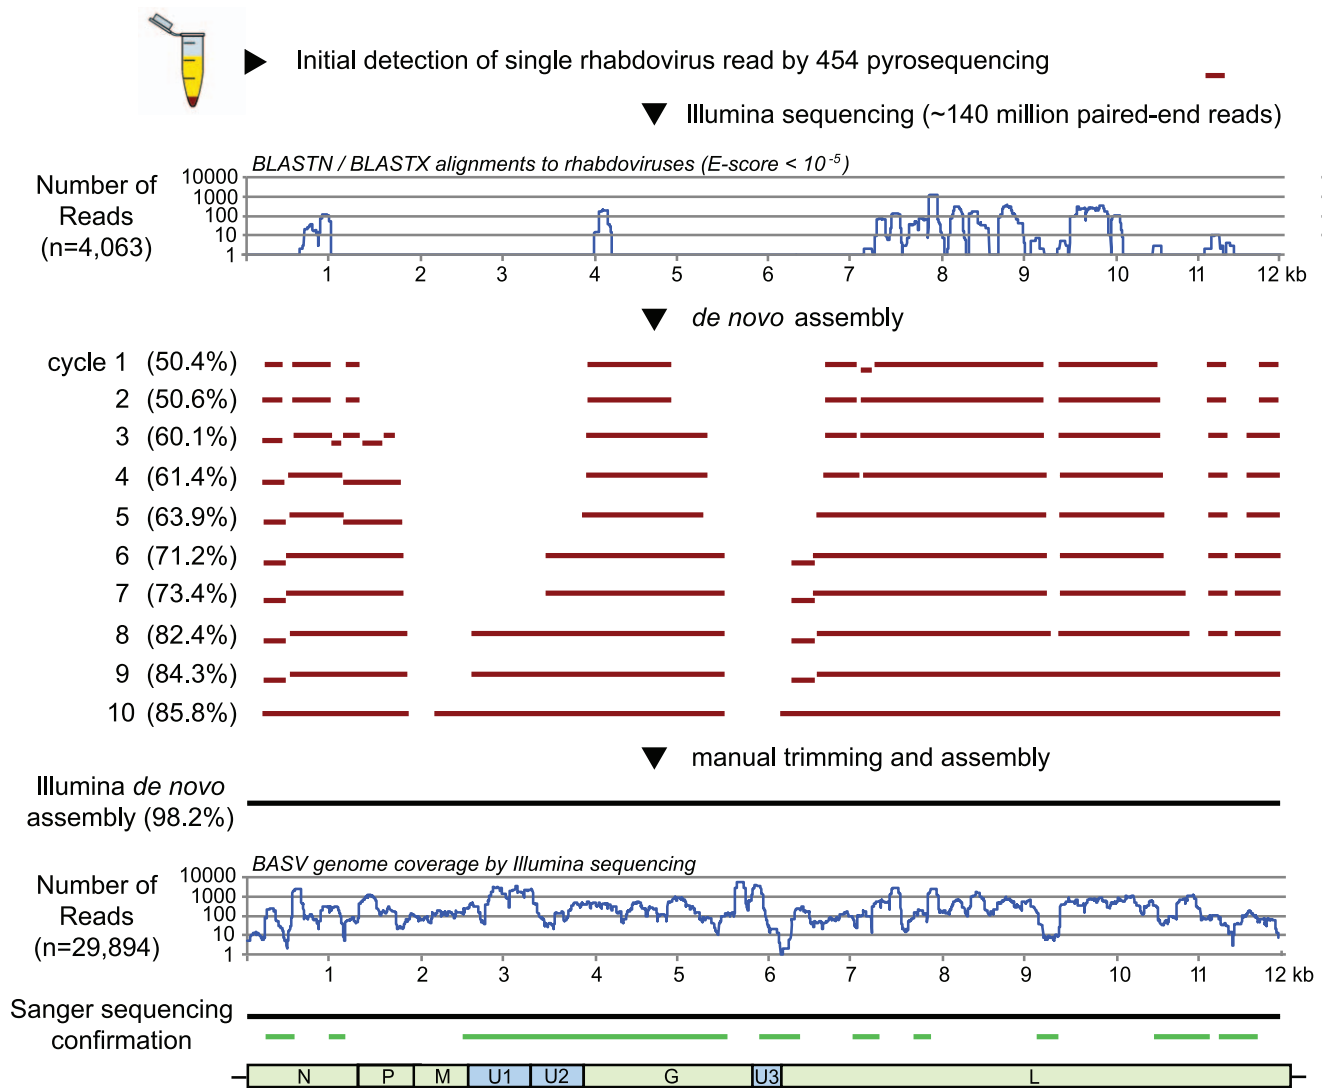 Initial detection of single rhabdovirus read by 454 pyrosequencing
Illumina sequencing (~140 million paired-end reads)
BLASTN / BLASTX alignments to rhabdoviruses (E-score < 10 -5)
Number of
Reads
(n=4,063)
10000
1000
100
10
1
1 2 3 4 5 6 7 8 9 10 11 12 kb
de novo assembly
cycle 1 (50.4%)
2 (50.6%)
3 (60.1%)
4 (61.4%)
5 (63.9%)
6 (71.2%)
7 (73.4%)
8 (82.4%)
9 (84.3%)
10 (85.8%)
manual trimming and assembly
Illumina de novo
assembly (98.2%)
BASV genome coverage by Illumina sequencing
Number of
Reads
(n=29,894)
10000
1000
100
10
1
1 2 3 4 5 6 7 8 9 10 11 12 kb
Sanger sequencing
confirmation
N P M U1 U2 G U3 L